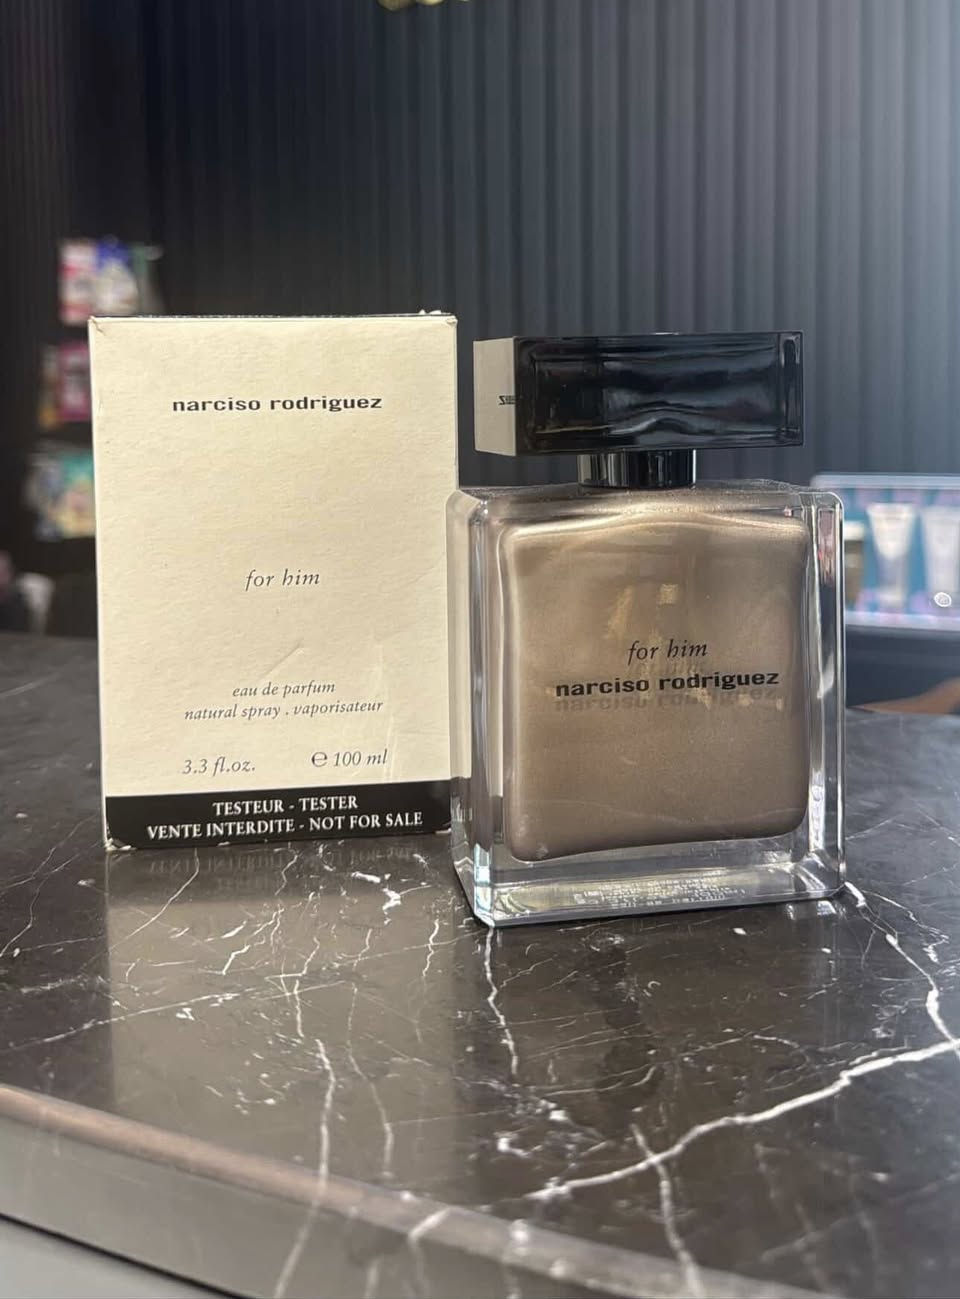 narciso rodriguez
for him
eau de parfum
natural spray . vaporisateur
3.3 fl.oz. ℮ 100 ml
TESTEUR - TESTER
VENTE INTERDITE - NOT FOR SALE
for him
narciso rodriguez